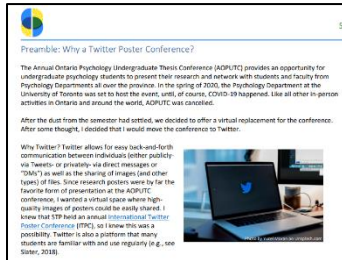 S
Preamble: Why a Twitter Poster Conference?
The Annual Ontario Psychology Undergraduate Thesis Conference (AOPUTC) provides an opportunity for
undergraduate psychology students to present their research and network with students and faculty from
Psychology Departments all over the province. In the spring of 2020, the Psychology Department at the
University of Toronto was set to host the event, until, of course, COVID-19 happened. Like all other in-person
activities in Ontario and around the world, AOPUTC was cancelled.
After the dust from the semester had settled, we decided to offer a virtual replacement for the conference.
After some thought, I decided that I would move the conference to Twitter.
Why Twitter? Twitter allows for easy back-and-forth
communication between individuals (either publicly-
via Tweets- or privately- via direct messages or
"DMs") as well as the sharing of images (and other
types) of files. Since research posters were by far the
favorite form of presentation at the AOPUTC
conference, I wanted a virtual space where high-
quality images of posters could be easily shared. I
knew that STP held an annual International Twitter
Poster Conference (ITPC), so I knew this was a
possibility. Twitter is also a platform that many
students are familiar with and use regularly (e.g., see
Slater, 2018).
Photo by on unsplash.com